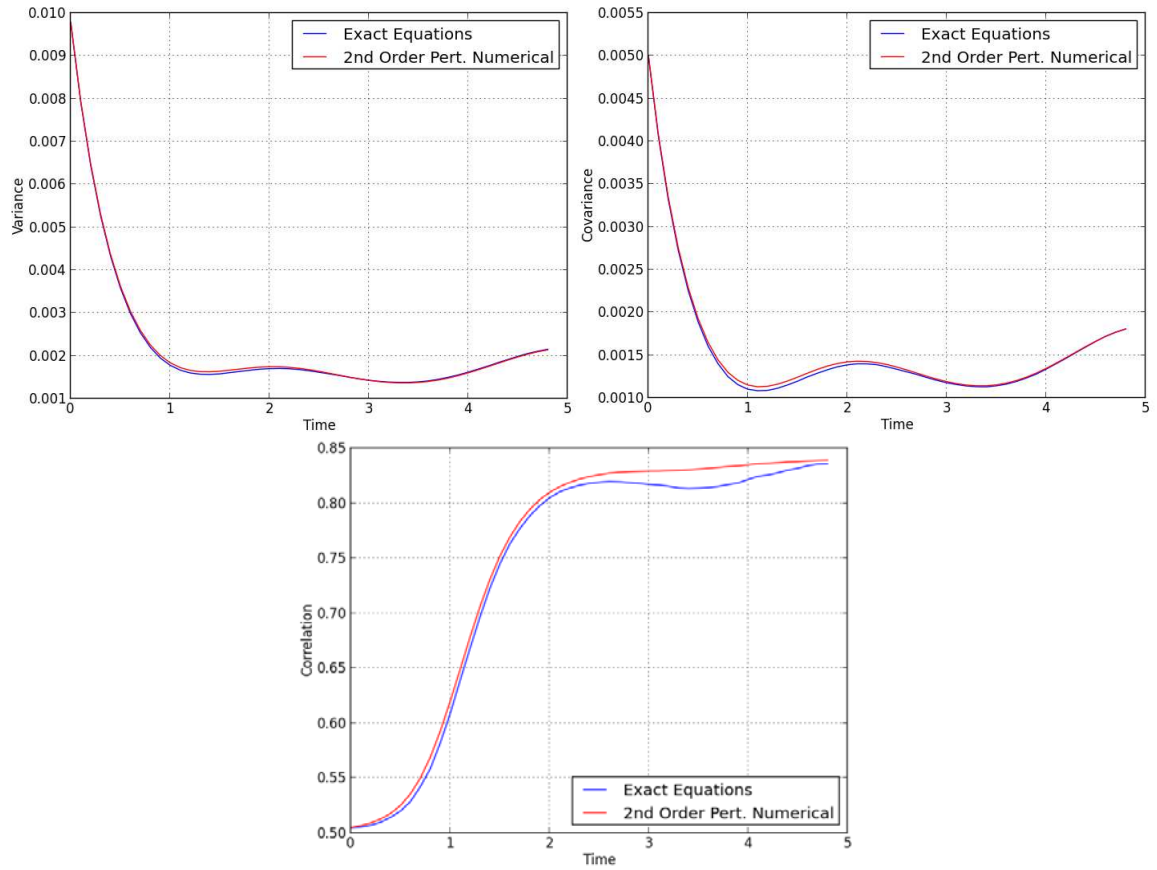 0.010
0.009
0.008
0.007
0.006
0.005
0.004
0.003
0.002
0.001
Variance
Exact Equations
2nd Order Pert. Numerical
0 1 2 3 4 5
Time
0.0055
0.0050
0.0045
0.0040
0.0035
0.0030
0.0025
0.0020
0.0015
0.0010
Covariance
Exact Equations
2nd Order Pert. Numerical
0 1 2 3 4 5
Time
0.85
0.80
0.75
0.70
0.65
0.60
0.55
0.50
Correlation
Exact Equations
2nd Order Pert. Numerical
0 1 2 3 4 5
Time